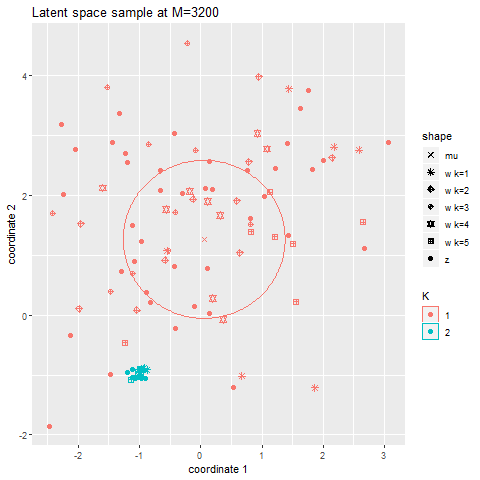 Latent space sample at M=3200
4
2
0
-2
-2
-1
0
1
2
3
coordinate 1
coordinate 2
shape
mu
w k=1
w k=2
w k=3
w k=4
w k=5
z
K
1
2